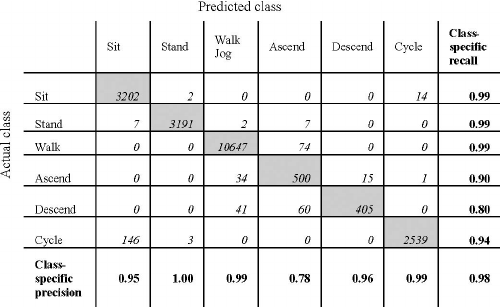 Predicted class
Actual class
Sit Stand Walk Jog Ascend Descend Cycle Class-specific recall
Sit 3202 2 0 0 0 14 0.99
Stand 7 3191 2 7 0 0 0.99
Walk 0 0 10647 74 0 0 0.99
Ascend 0 0 34 500 15 1 0.90
Descend 0 0 41 60 405 0 0.80
Cycle 146 3 0 0 0 2539 0.94
Class-specific precision 0.95 1.00 0.99 0.78 0.96 0.99 0.98